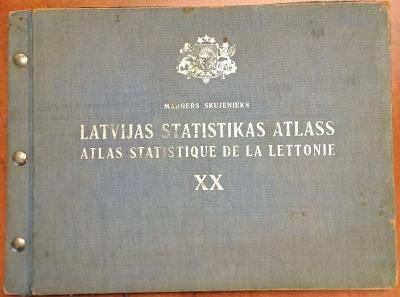 MARGERS SKUJENIEKS
LATVIJAS STATISTIKAS ATLASS
ATLAS STATISTIQUE DE LA LETTONIE
XX